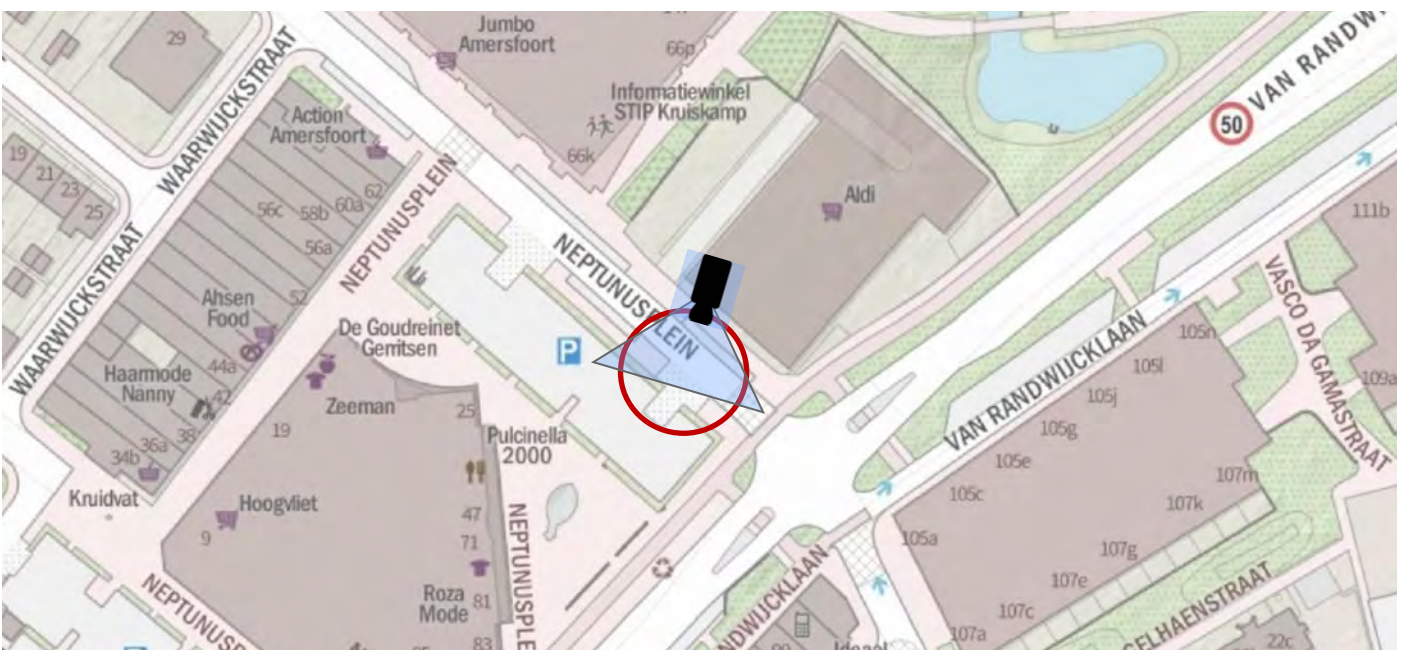 29
Jumbo
Amersfoort
66p
VAN RANDW
50
WAARWIJCKSTRAAT
Action
Amersfoort
Informatiewinkel
STIP Kruiskamp
66k
19
21
23
25
62
60a
58b
56c
56a
52
NEPTUNUSPLEIN
Aldi
111b
WAARWIJCKSTRAAT
NEPTUNUSPLEIN
Ahsen
Food
44a
42
Haarmode
Nanny
38
36a
34b
Kruidvat
De Goudreinet
Gerritsen
Zeeman
19
25
P
Pulcinella
2000
Hoogvliet
9
47
71
Roza
Mode
81
83
NEPTUNUSPLE
NEPTUNUSP
VAN RANDWIJCKLAAN
105n
105l
105j
105g
105e
105c
105a
VASCO DA GAMASTRAAT
109a
107m
107k
107g
107e
107c
107a
NDWIJCKLAAN
GELHAENSTRAAT
22c